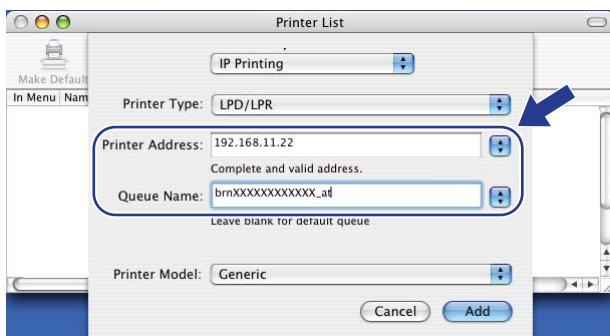 Printer List
IP Printing
Make Default
In Menu Nam
Printer Type: LPD/LPR
Printer Address: 192.168.11.22
Complete and valid address.
Queue Name: brnXXXXXXXXXXXX_at
Leave blank for default queue
Printer Model: Generic
Cancel Add